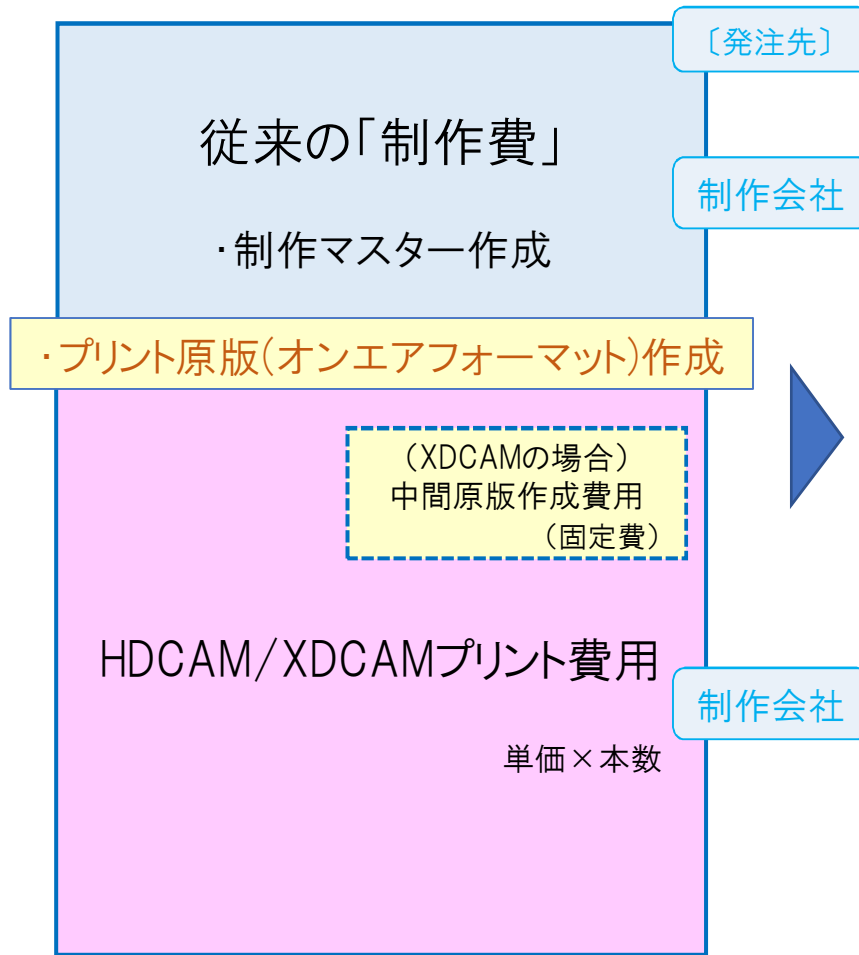 〔発注先〕
従来の｢制作費｣
制作会社
･制作マスター作成
･プリント原版(オンエアフォーマット)作成
（XDCAMの場合）
中間原版作成費用
（固定費）
HDCAM/XDCAMプリント費用
制作会社
単価×本数